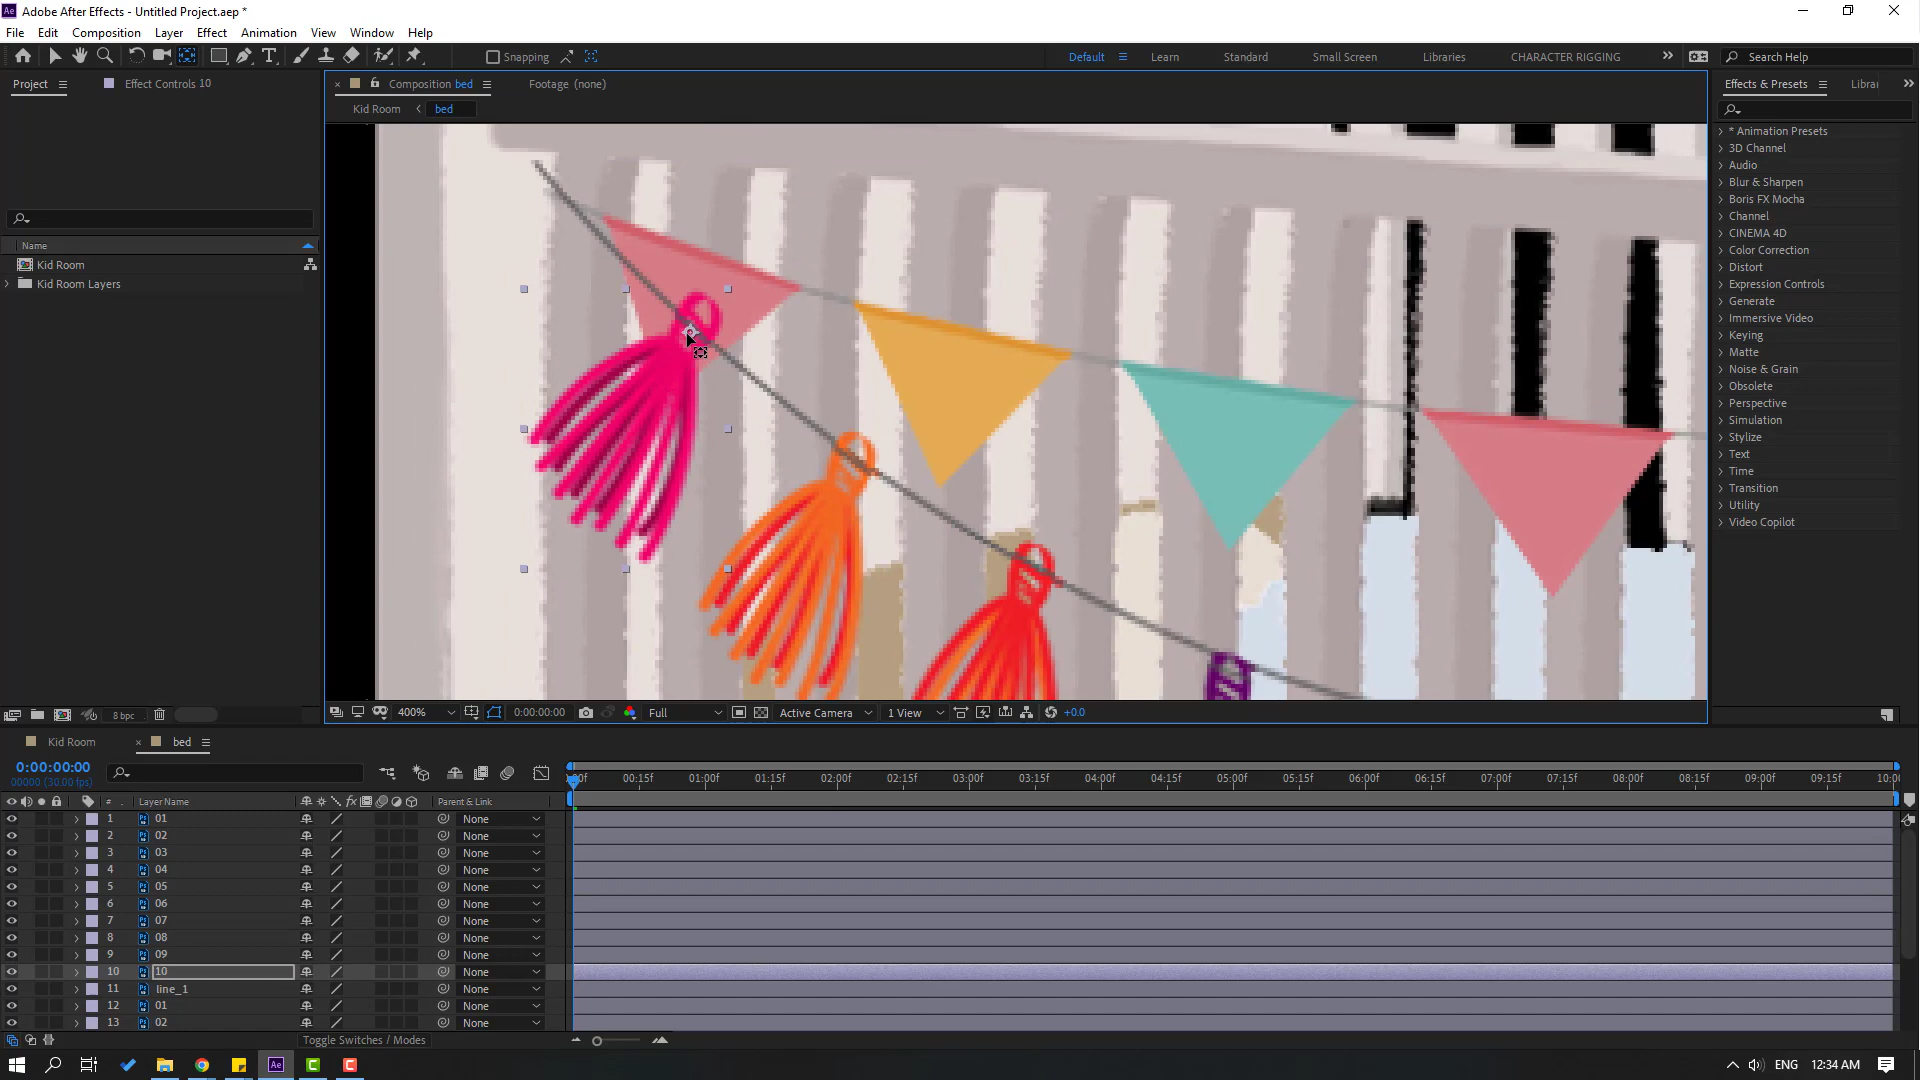 Adobe After Effects - Untitled Project.aep *
File Edit Composition Layer Effect Animation View Window Help
Snapping Default Learn Standard Small Screen Libraries CHARACTER RIGGING Search Help
Project Effect Controls 10 Composition bed Footage (none) Effects & Presets Librar
Kid Room bed
* Animation Presets
3D Channel
Audio
Blur & Sharpen
Boris FX Mocha
Channel
CINEMA 4D
Color Correction
Distort
Expression Controls
Generate
Immersive Video
Keying
Matte
Noise & Grain
Obsolete
Perspective
Simulation
Stylize
Text
Time
Transition
Utility
Video Copilot
Name
Kid Room
Kid Room Layers
8 bpc 400% 0:00:00:00 Full Active Camera 1 View +0.0
Kid Room bed
0:00:00:00
00000 (30.00 fps)
:00f 00:15f 01:00f 01:15f 02:00f 02:15f 03:00f 03:15f 04:00f 04:15f 05:00f 05:15f 06:00f 06:15f 07:00f 07:15f 08:00f 08:15f 09:00f 09:15f 10:00
# Layer Name Parent & Link
1 01 None
2 02 None
3 03 None
4 04 None
5 05 None
6 06 None
7 07 None
8 08 None
9 09 None
10 10 None
11 line_1 None
12 01 None
13 02 None
Toggle Switches / Modes
Ae ENG 12:34 AM